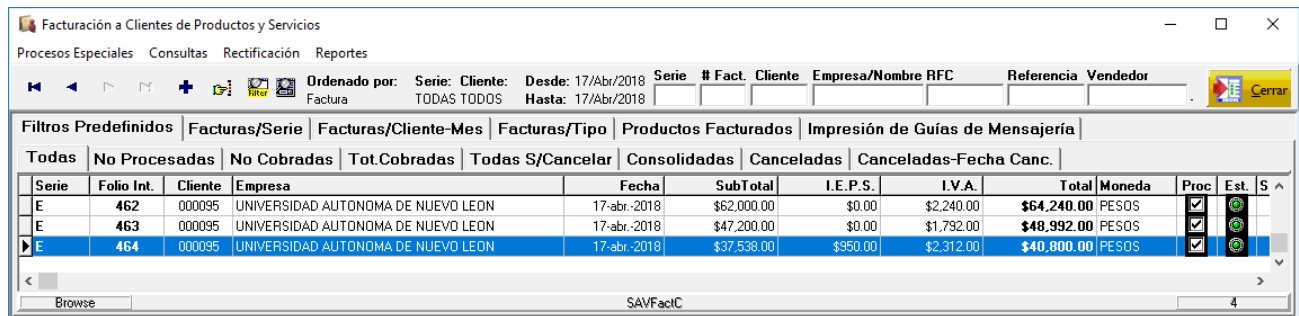 Facturación a Clientes de Productos y Servicios
Procesos Especiales Consultas Rectificación Reportes
Filter Ordenado por: Serie: Cliente: Desde: 17/Abr/2018 Serie # Fact. Cliente Empresa/Nombre RFC Referencia Vendedor
Factura TODAS TODOS Hasta: 17/Abr/2018 . Cerrar
Filtros Predefinidos Facturas/Serie Facturas/Cliente-Mes Facturas/Tipo Productos Facturados Impresión de Guías de Mensajería
Todas No Procesadas No Cobradas Tot.Cobradas Todas S/Cancelar Consolidadas Canceladas Canceladas-Fecha Canc.
Serie Folio Int. Cliente Empresa Fecha SubTotal I.E.P.S. I.V.A. Total Moneda Proc Est. S
E 462 000095 UNIVERSIDAD AUTONOMA DE NUEVO LEON 17-abr.-2018 $62,000.00 $0.00 $2,240.00 $64,240.00 PESOS
E 463 000095 UNIVERSIDAD AUTONOMA DE NUEVO LEON 17-abr.-2018 $47,200.00 $0.00 $1,792.00 $48,992.00 PESOS
E 464 000095 UNIVERSIDAD AUTONOMA DE NUEVO LEON 17-abr.-2018 $37,538.00 $950.00 $2,312.00 $40,800.00 PESOS
Browse SAVFactC 4